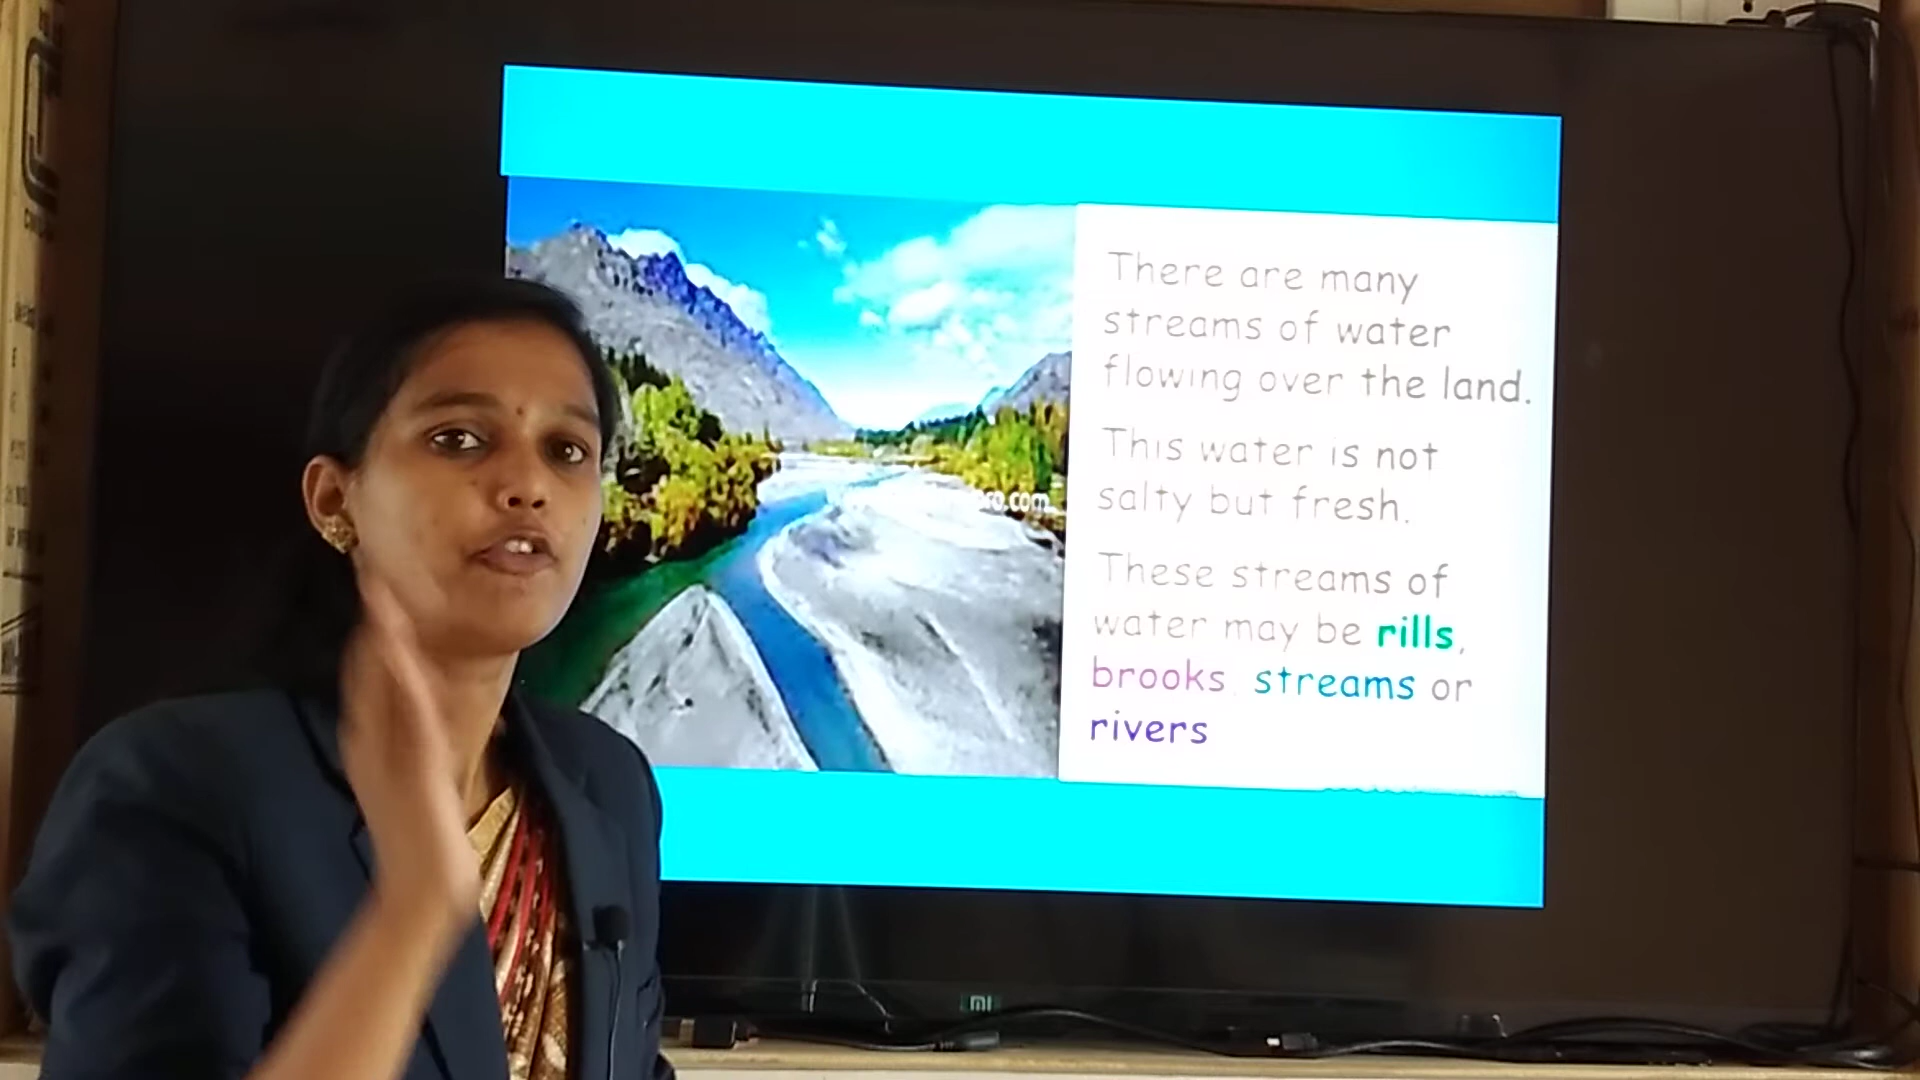 There are many
streams of water
flowing over the land.
This water is not
salty but fresh.
These streams of
water may be rills,
brooks, streams or
rivers
mi